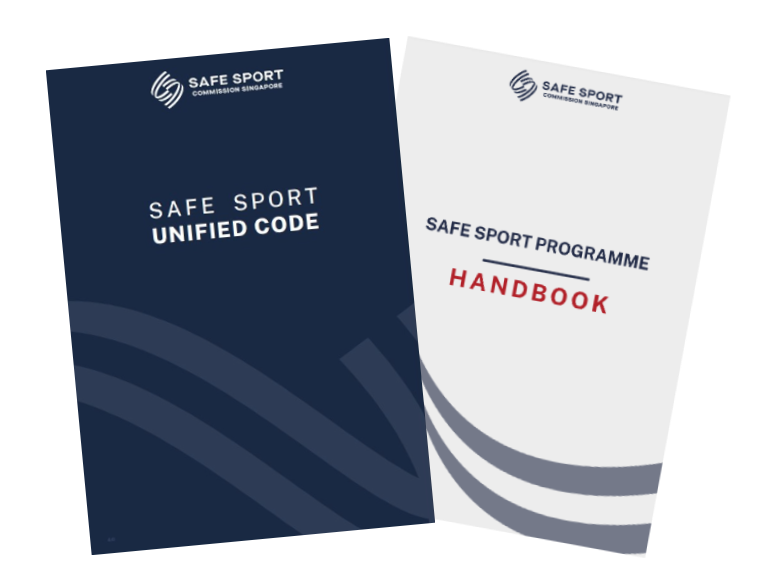 SAFE SPORT
COMMISSION SINGAPORE
SAFE SPORT
UNIFIED CODE
SAFE SPORT
COMMISSION SINGAPORE
SAFE SPORT PROGRAMME
HANDBOOK